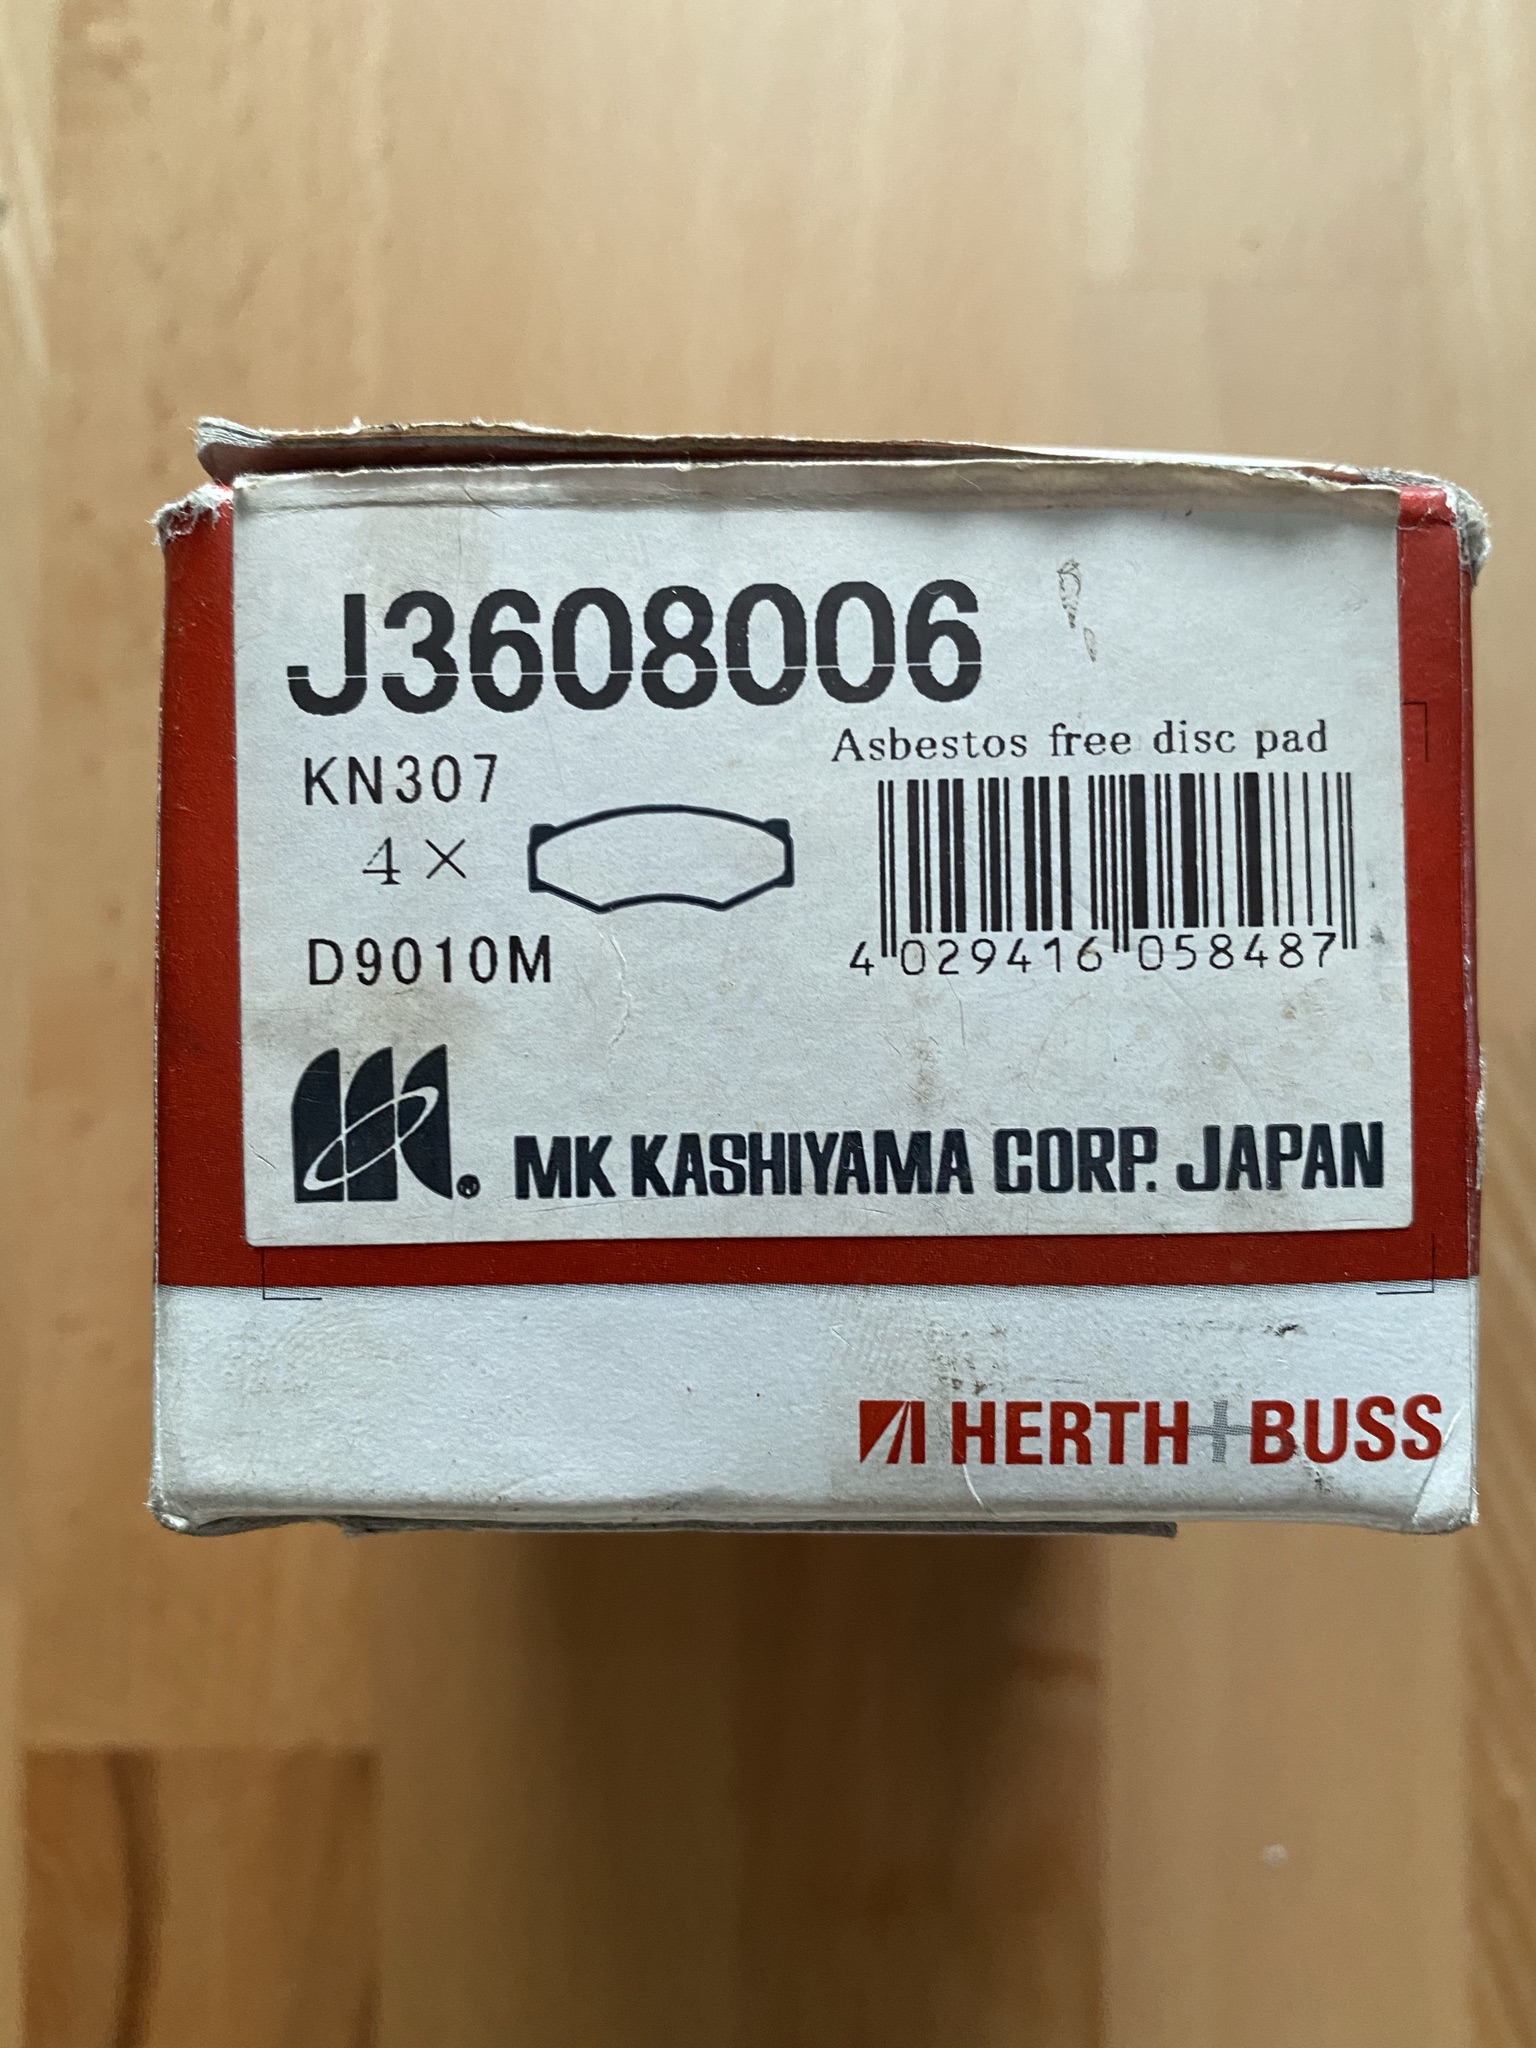 J3608006
KN307
Asbestos free disc pad
4×
D9010M
4 029416 058487
MK KASHIYAMA CORP. JAPAN
HERTH+BUSS